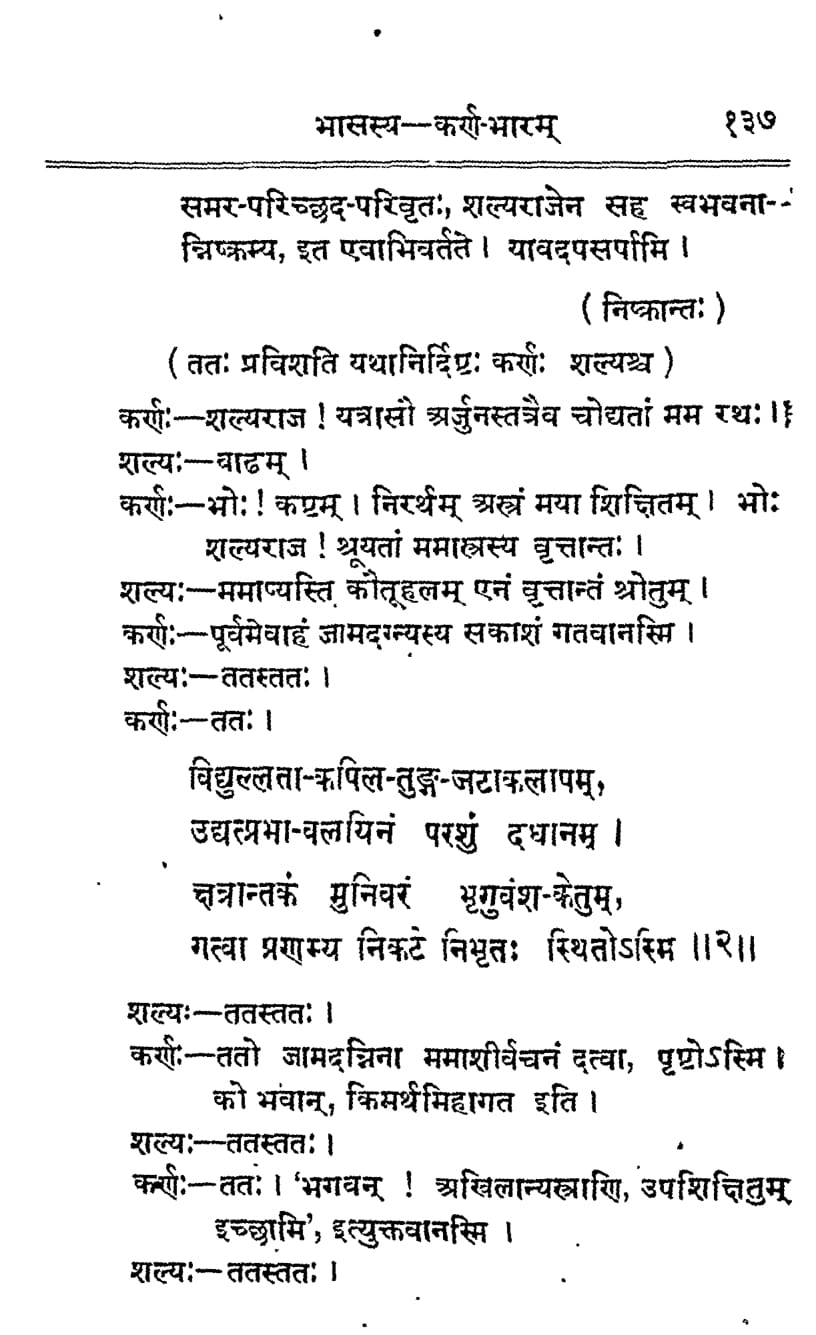 भासस्य—कर्ण-भारम् १३७
समर-परिच्छद-परिवृतः, शल्यराजेन सह स्वभवना-
न्निष्क्रम्य, इत एवाभिवर्तते। यावदपसर्पामि।
( निष्क्रान्तः )
( ततः प्रविशति यथानिर्दिष्टः कर्णः शल्यश्च )
कर्णः—शल्यराज ! यत्रासौ अर्जुनस्तत्रैव चोद्यतां मम रथः।
शल्यः—वाढम्।
कर्णः—भोः! कष्टम्। निरर्थम् अस्त्रं मया शिक्षितम्। भोः
शल्यराज ! श्रूयतां ममास्त्रस्य वृत्तान्तः।
शल्यः—ममाप्यस्ति कौतूहलम् एनं वृत्तान्तं श्रोतुम्।
कर्णः—पूर्वमेवाहं जामदग्न्यस्य सकाशं गतवानस्मि।
शल्यः—ततस्ततः।
कर्णः—ततः।
विद्युल्लता-कपिल-तुङ्ग-जटाकलापम्,
उद्यत्प्रभा-वलयिनं परशुं दधानम्।
क्षत्रान्तकं मुनिवरं भृगुवंश-केतुम्,
गत्वा प्रणम्य निकटे निभृतः स्थितोऽस्मि ॥२॥
शल्यः—ततस्ततः।
कर्णः—ततो जामदग्निना ममाशीर्वचनं दत्वा, पृष्टोऽस्मि।
को भवान्, किमर्थमिहागत इति।
शल्यः—ततस्ततः।
कर्णः—ततः। 'भगवन् ! अखिलान्यस्त्राणि, उपशिक्षितुम्
इच्छामि', इत्युक्तवानस्मि।
शल्यः—ततस्ततः।